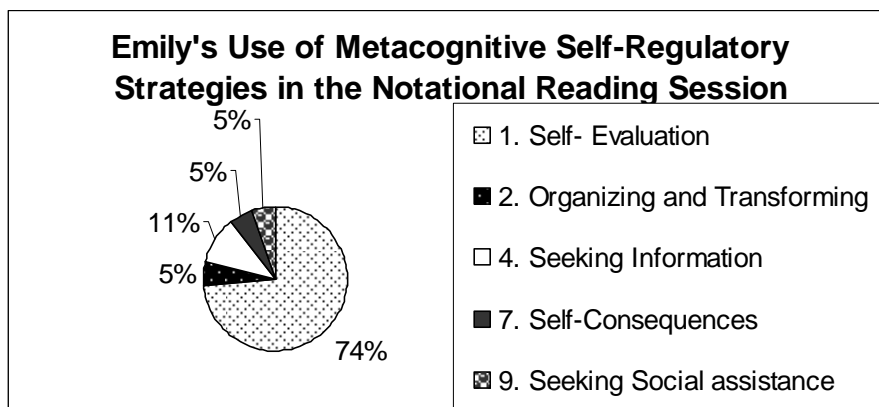 Emily's Use of Metacognitive Self-Regulatory
Strategies in the Notational Reading Session
5%
5%
11%
5%
74%
1. Self- Evaluation
2. Organizing and Transforming
4. Seeking Information
7. Self-Consequences
9. Seeking Social assistance